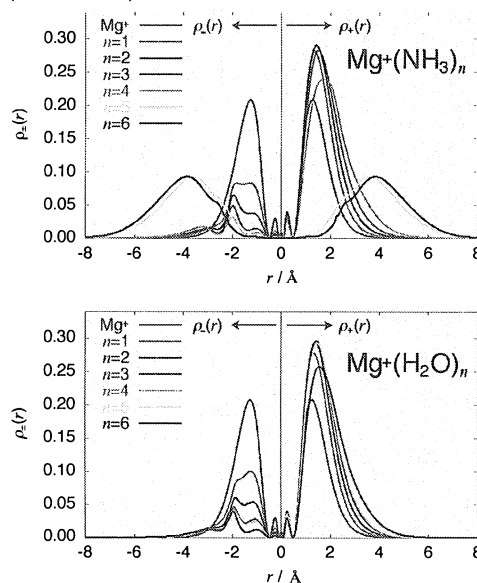 0.30
0.25
0.20
0.15
0.10
0.05
0.00
ρ±(r)
Mg⁺
n=1
n=2
n=3
n=4
n=6
ρ₋(r)
ρ₊(r)
Mg⁺(NH₃)ₙ
-8 -6 -4 -2 0 2 4 6 8
r / Å
0.30
0.25
0.20
0.15
0.10
0.05
0.00
ρ±(r)
Mg⁺
n=1
n=2
n=3
n=4
n=6
ρ₋(r)
ρ₊(r)
Mg⁺(H₂O)ₙ
-8 -6 -4 -2 0 2 4 6 8
r / Å